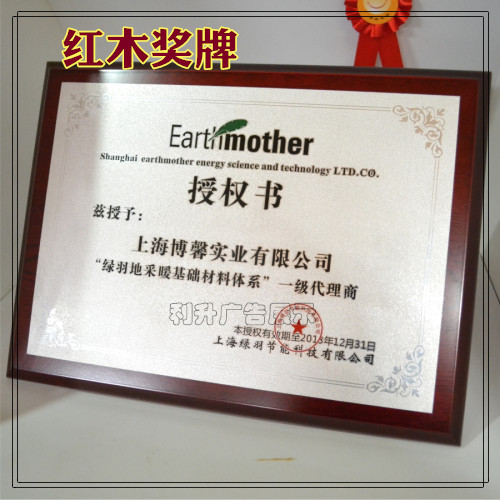 红木奖牌
Earthmother
Shanghai earthmother energy science and technology LTD.CO.
授权书
兹授予：
上海博馨实业有限公司
“绿羽地采暖基础材料体系”一级代理商
利升广告展示
本授权有效期至2013年12月31日
上海绿羽节能科技有限公司